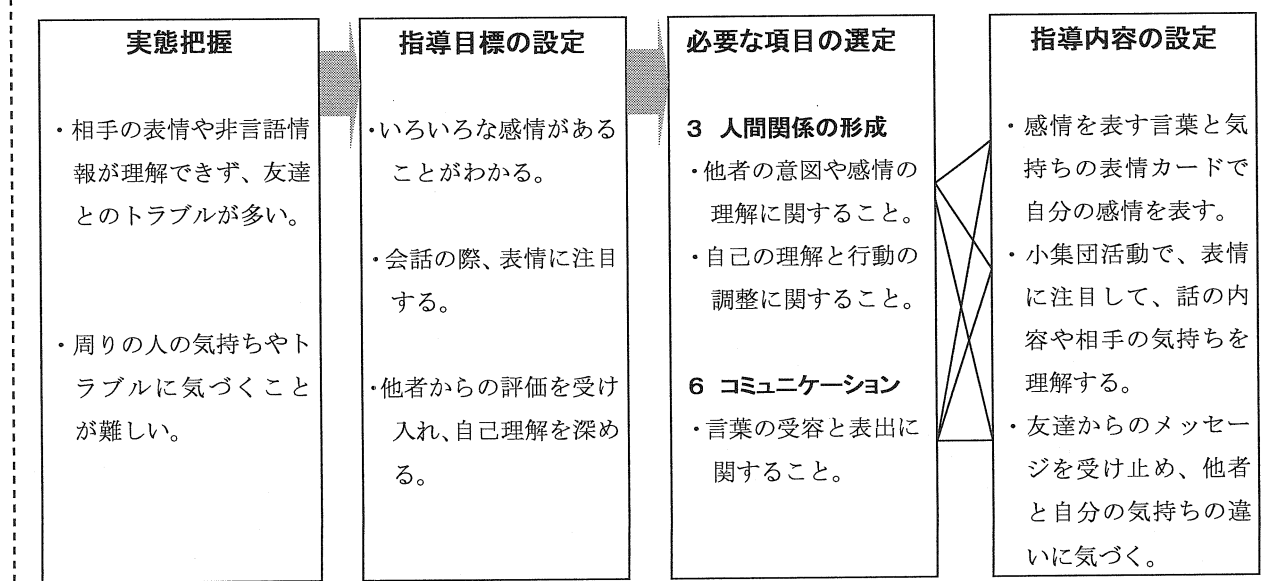 実態把握
・相手の表情や非言語情
報が理解できず、友達
とのトラブルが多い。
・周りの人の気持ちやト
ラブルに気づくこと
が難しい。
指導目標の設定
・いろいろな感情がある
ことがわかる。
・会話の際、表情に注目
する。
・他者からの評価を受け
入れ、自己理解を深め
る。
必要な項目の選定
3 人間関係の形成
・他者の意図や感情の
理解に関すること。
・自己の理解と行動の
調整に関すること。
6 コミュニケーション
・言葉の受容と表出に
関すること。
指導内容の設定
・感情を表す言葉と気
持ちの表情カードで
自分の感情を表す。
・小集団活動で、表情
に注目して、話の内
容や相手の気持ちを
理解する。
・友達からのメッセー
ジを受け止め、他者
と自分の気持ちの違
いに気づく。